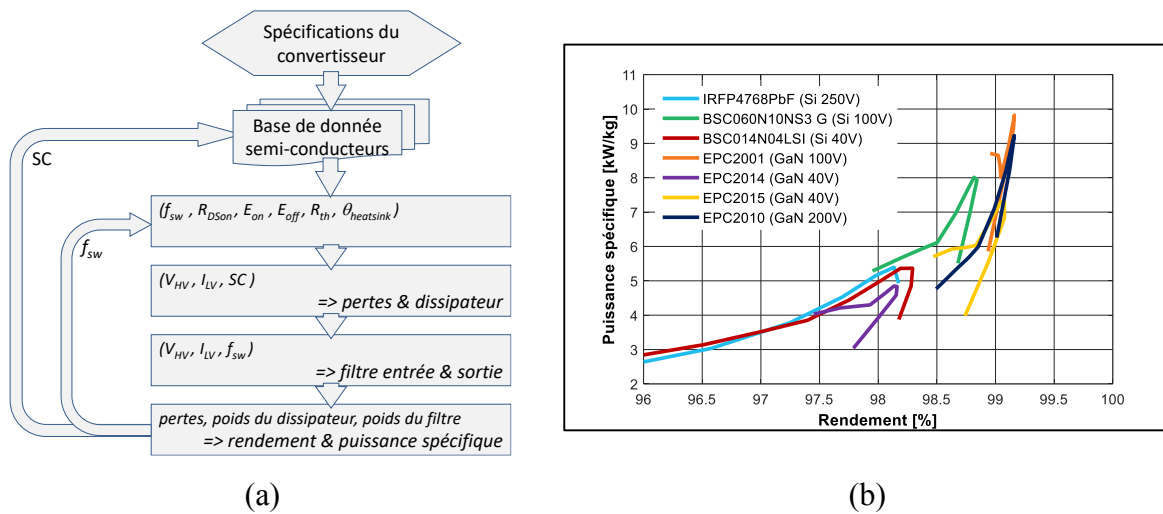 Spécifications du
convertisseur
Base de donnée
semi-conducteurs
SC
f_sw
(f_sw , R_DSon, E_on , E_off, R_th, θ_heatsink )
(V_HV, I_LV, SC)
=> pertes & dissipateur
(V_HV, I_LV, f_sw)
=> filtre entrée & sortie
pertes, poids du dissipateur, poids du filtre
=> rendement & puissance spécifique
(a)
Puissance spécifique [kW/kg]
11
10
9
8
7
6
5
4
3
2
IRFP4768PbF (Si 250V)
BSC060N10NS3 G (Si 100V)
BSC014N04LSI (Si 40V)
EPC2001 (GaN 100V)
EPC2014 (GaN 40V)
EPC2015 (GaN 40V)
EPC2010 (GaN 200V)
96 96.5 97 97.5 98 98.5 99 99.5 100
Rendement [%]
(b)